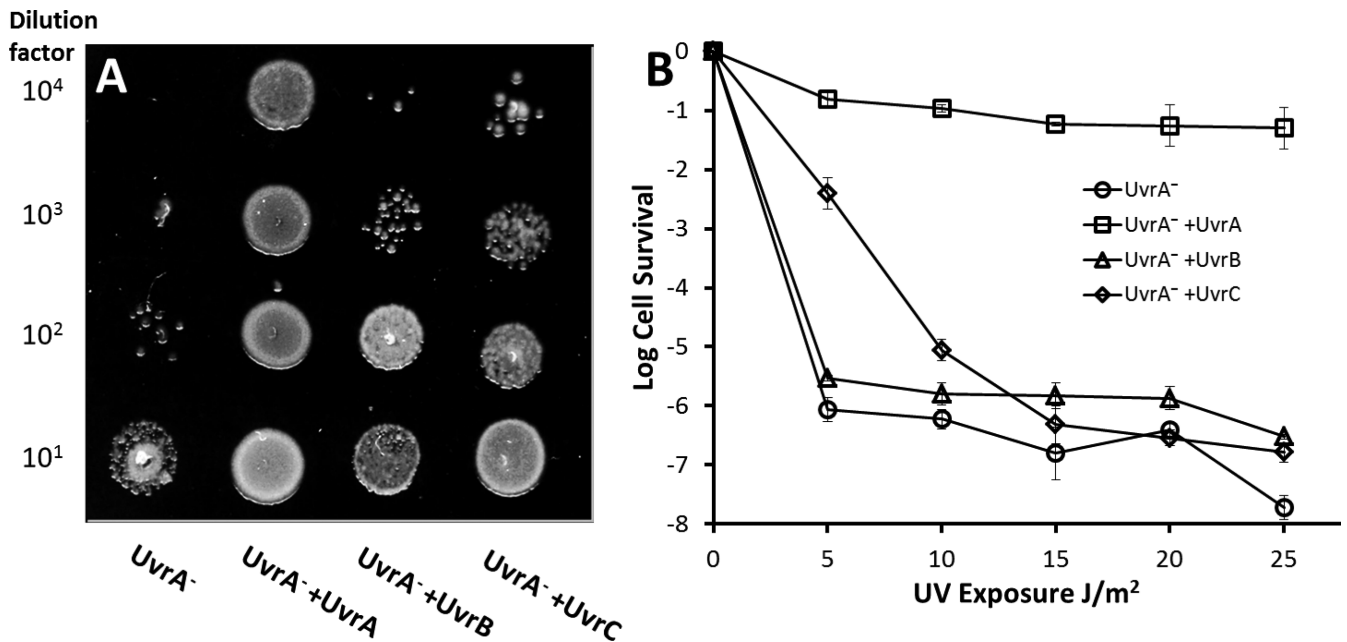 Dilution
factor
A
10⁴
10³
10²
10¹
UvrA⁻
UvrA⁻+UvrA
UvrA⁻+UvrB
UvrA⁻+UvrC
B
Log Cell Survival
0
-1
-2
-3
-4
-5
-6
-7
-8
0 5 10 15 20 25
UV Exposure J/m²
UvrA⁻
UvrA⁻ +UvrA
UvrA⁻ +UvrB
UvrA⁻ +UvrC